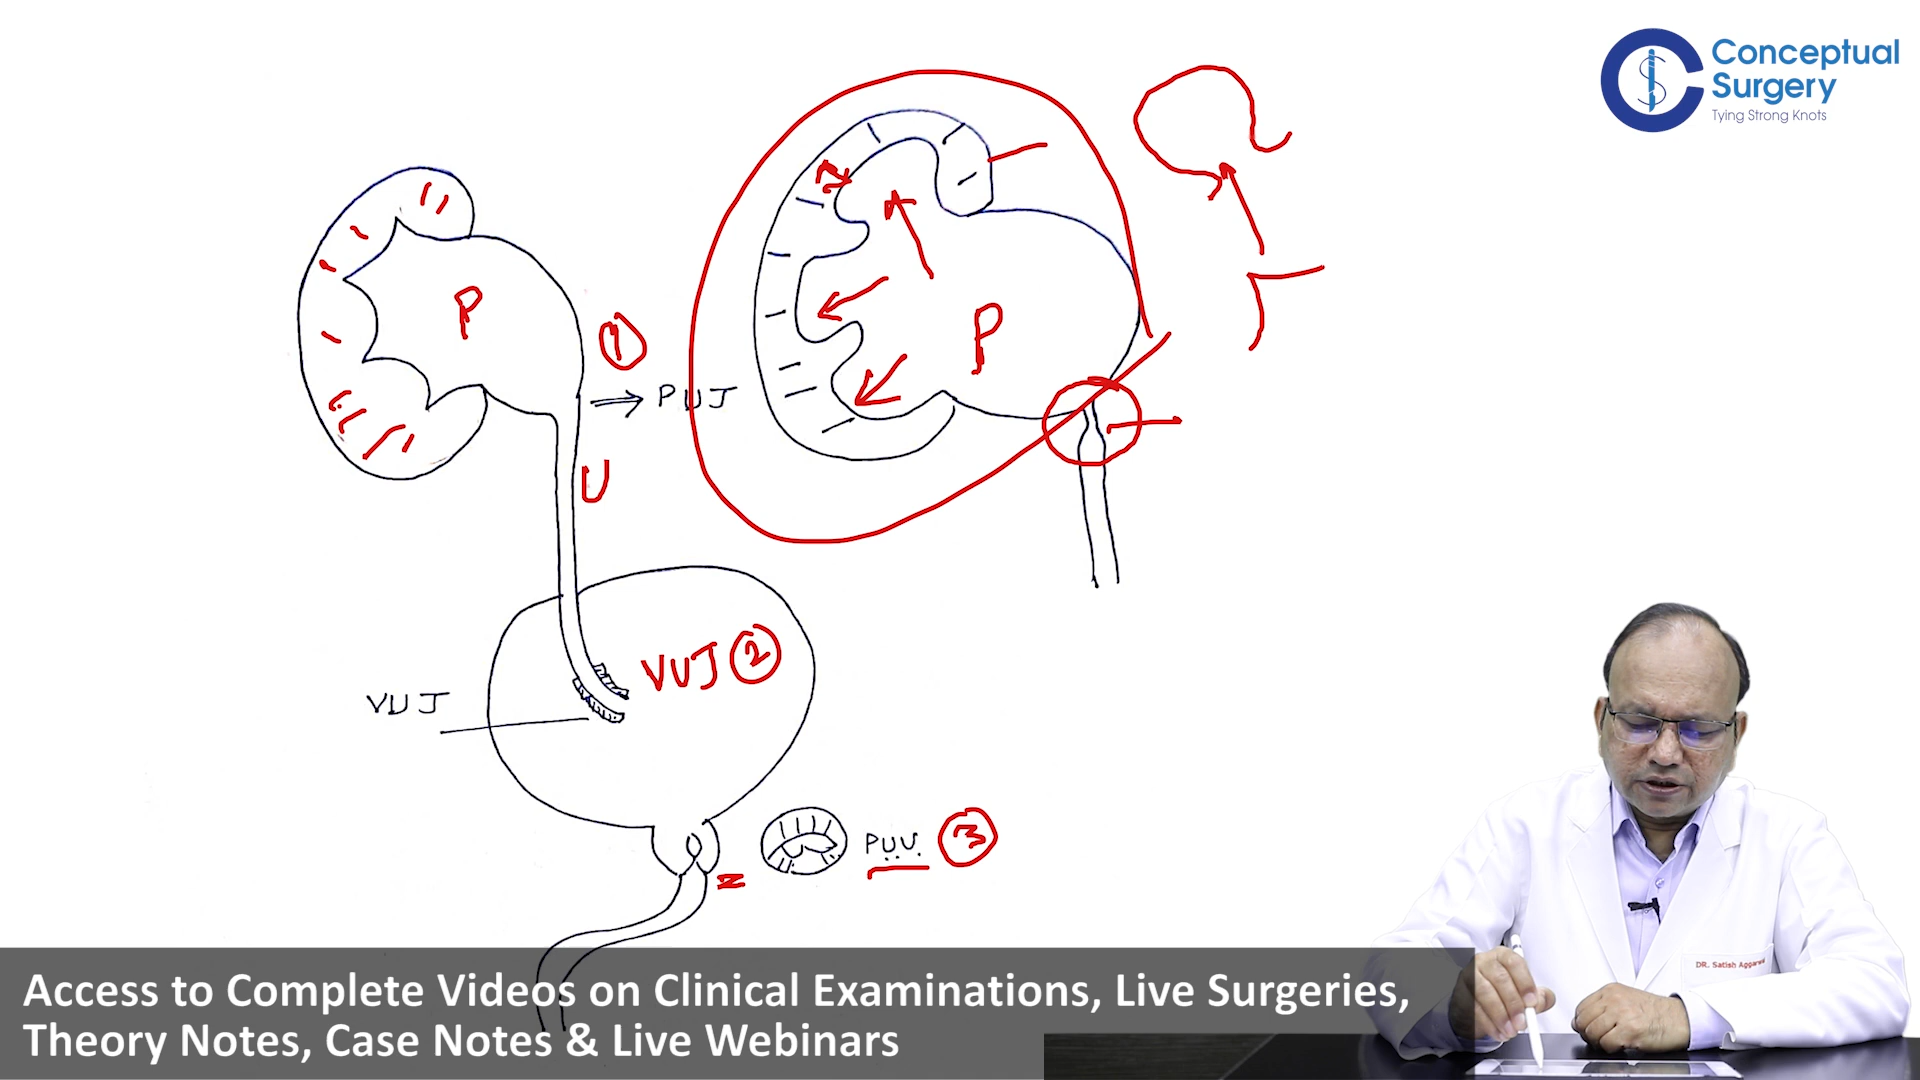 Conceptual
Surgery
Tying Strong Knots
P
P
1
PUJ
U
VUJ 2
VUJ
PUV
3
DR. Satish Aggarwal
Access to Complete Videos on Clinical Examinations, Live Surgeries,
Theory Notes, Case Notes & Live Webinars